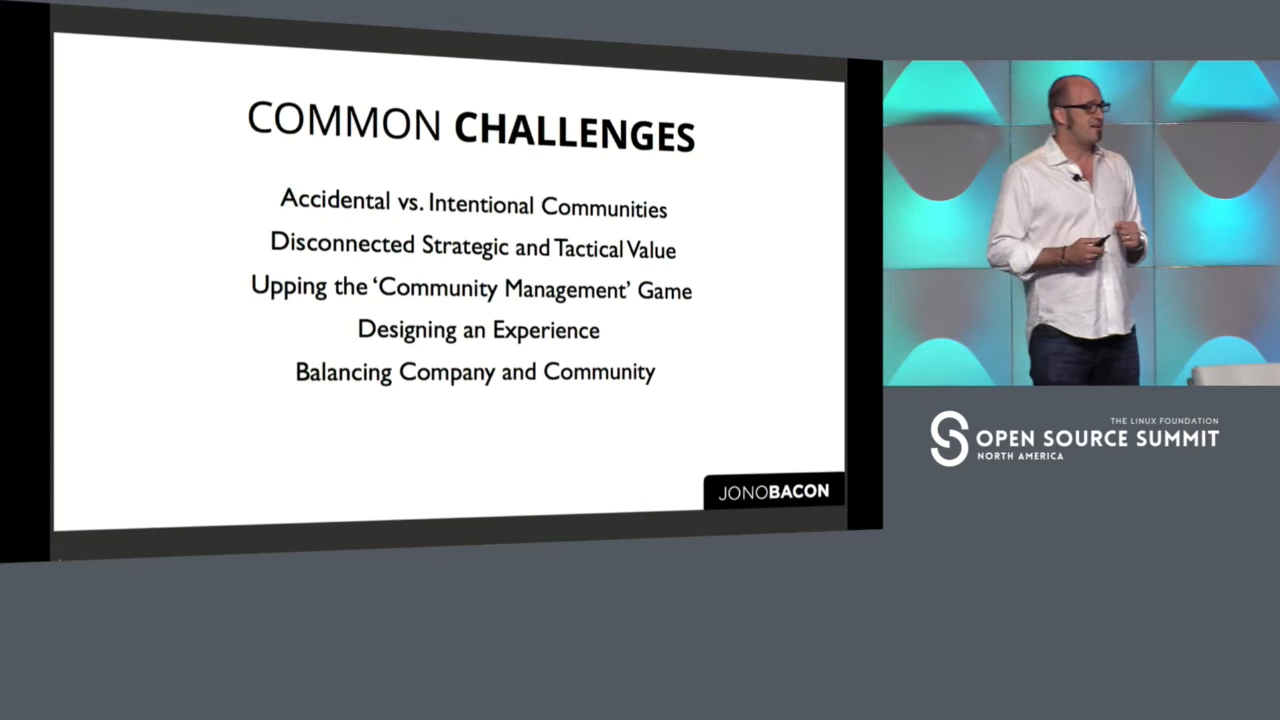 COMMON CHALLENGES
Accidental vs. Intentional Communities
Disconnected Strategic and Tactical Value
Upping the ‘Community Management’ Game
Designing an Experience
Balancing Company and Community
JONOBACON
THE LINUX FOUNDATION
OPEN SOURCE SUMMIT
NORTH AMERICA